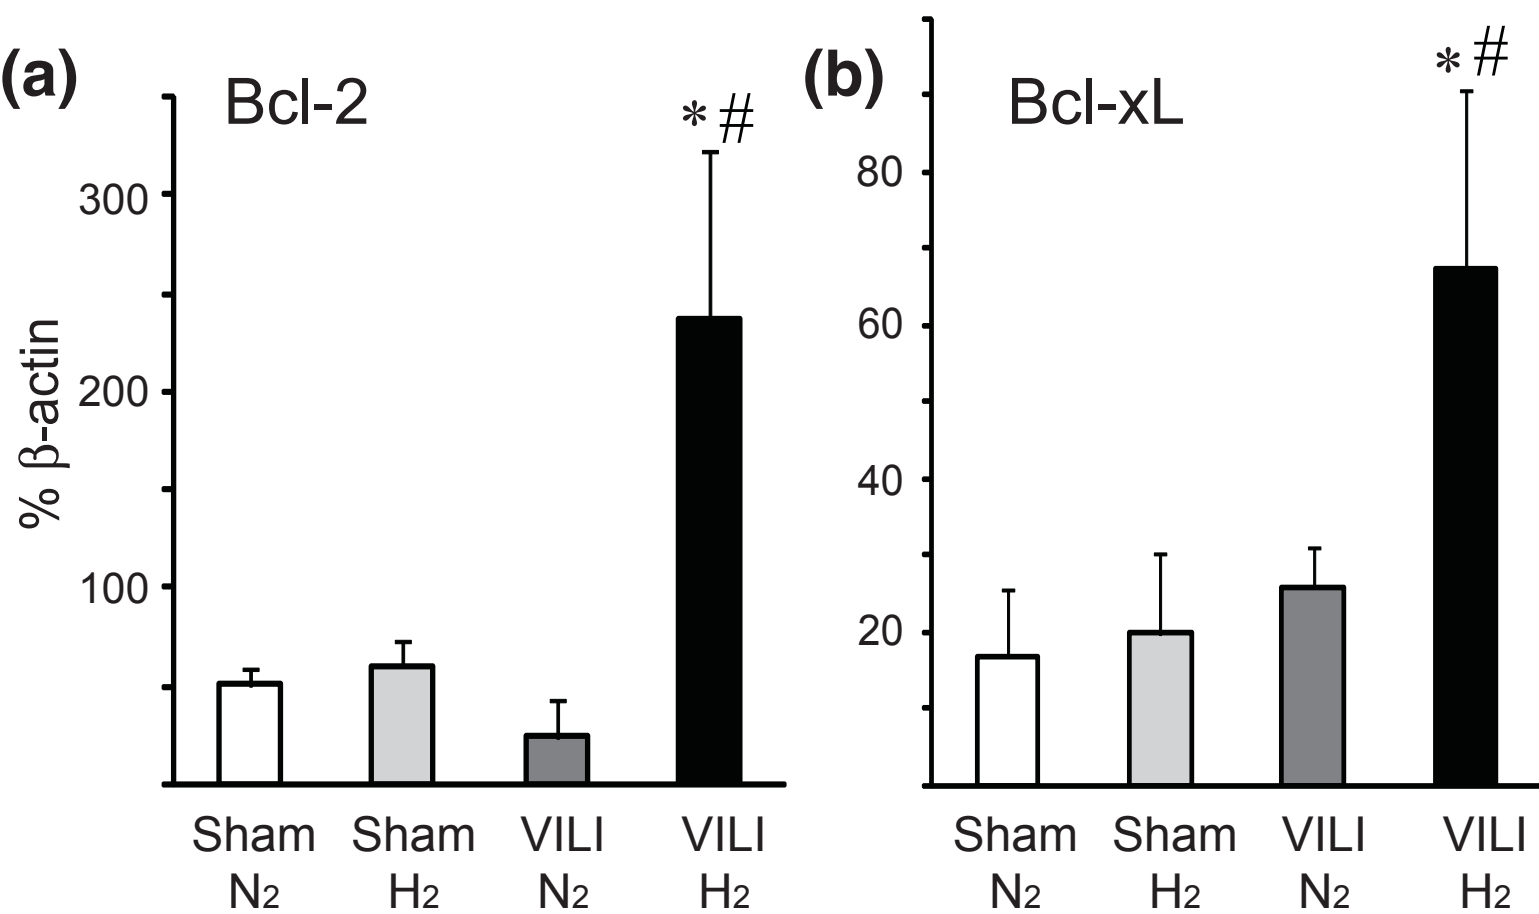 (a) Bcl-2
* #
300
200
100
% β-actin
Sham Sham VILI VILI
N2 H2 N2 H2
(b) Bcl-xL
* #
80
60
40
20
Sham Sham VILI VILI
N2 H2 N2 H2